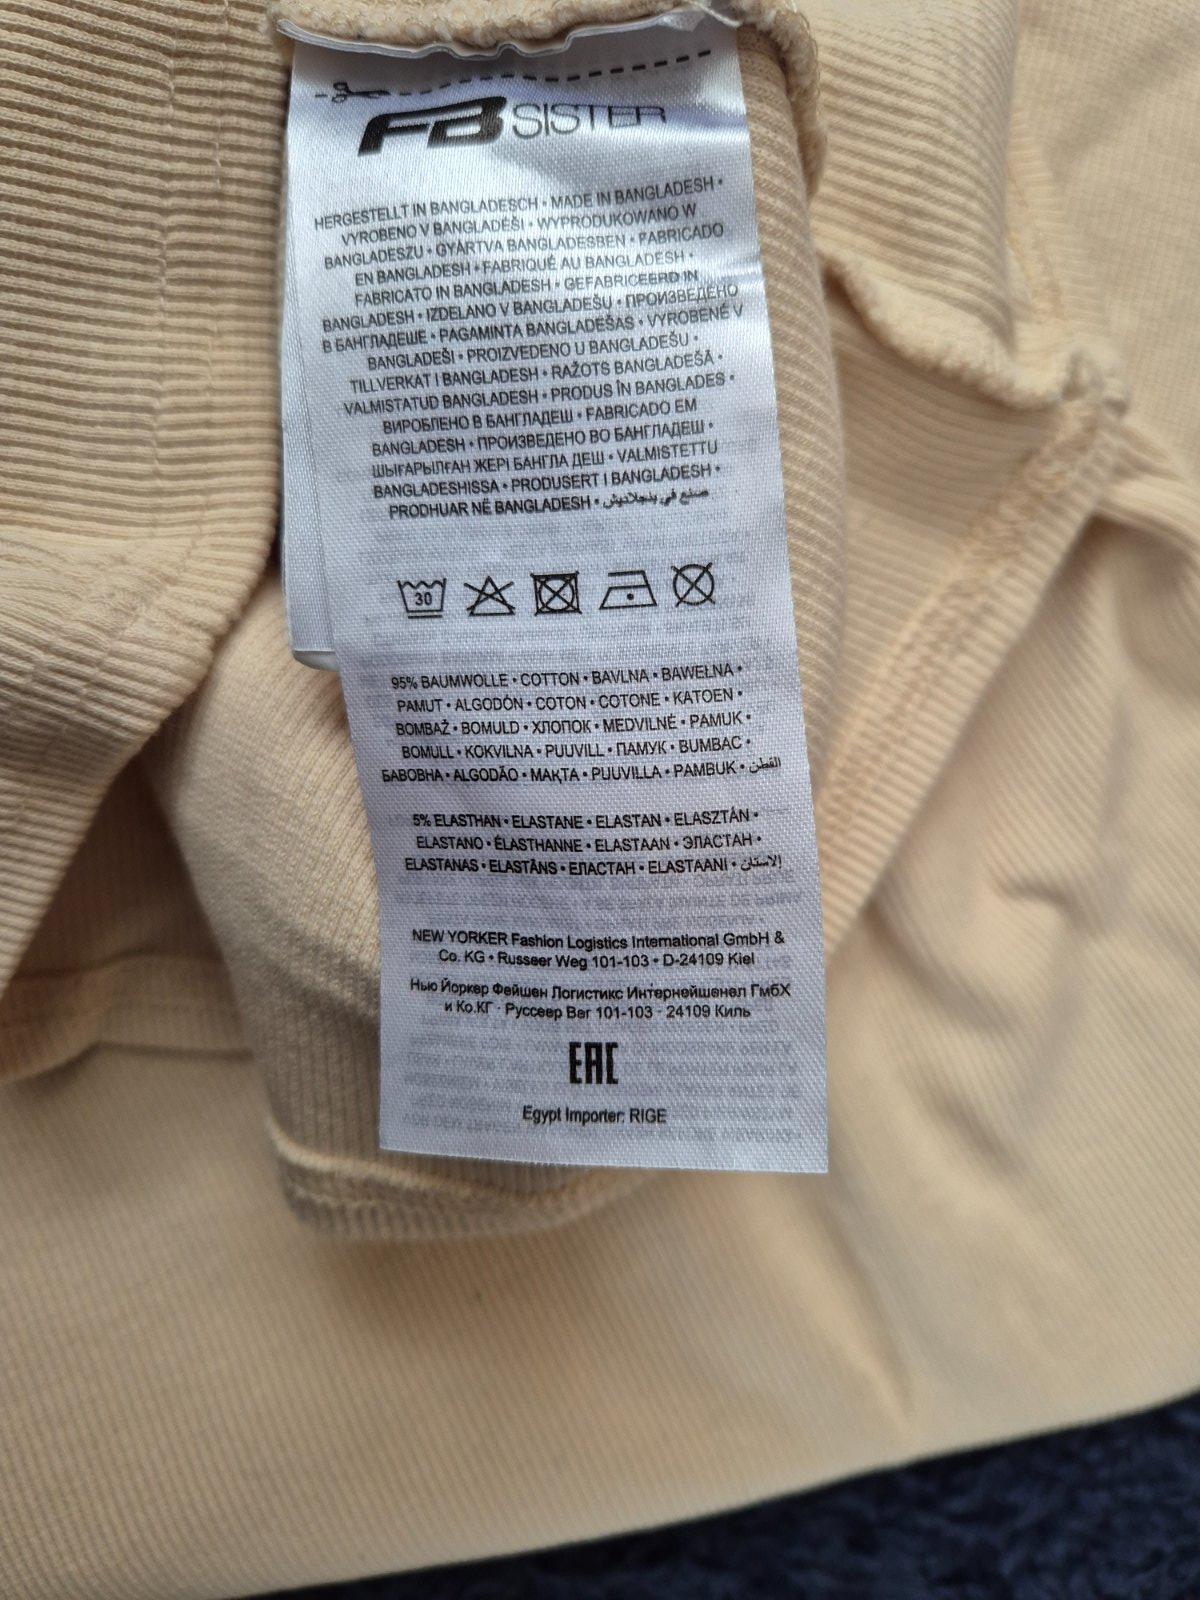 FB SISTER
HERGESTELLT IN BANGLADESCH • MADE IN BANGLADESH •
VYROBENO V BANGLADÉŠI • WYPRODUKOWANO W
BANGLADESZU • GYÁRTVA BANGLADESBEN • FABRICADO
EN BANGLADESH • FABRIQUÉ AU BANGLADESH •
FABRICATO IN BANGLADESH • GEFABRICEERD IN
BANGLADESH • IZDELANO V BANGLADEŠU • ПРОИЗВЕДЕНО
В БАНГЛАДЕШЕ • PAGAMINTA BANGLADEŠAS • VYROBENÉ V
BANGLADEŠI • PROIZVEDENO U BANGLADEŠU •
TILLVERKAT I BANGLADESH • RAŽOTS BANGLADEŠĀ •
VALMISTATUD BANGLADESH • PRODUS ÎN BANGLADES •
ВИРОБЛЕНО В БАНГЛАДЕШ • FABRICADO EM
BANGLADESH • ПРОИЗВЕДЕНО ВО БАНГЛАДЕШ •
ШЫҒАРЫЛҒАН ЖЕРІ БАНГЛА ДЕШ • VALMISTETTU
BANGLADESHISSA • PRODUSERT I BANGLADESH •
PRODHUAR NË BANGLADESH • صنع في بنجلاديش
30
95% BAUMWOLLE • COTTON • BAVLNA • BAWEŁNA •
PAMUT • ALGODÓN • COTON • COTONE • KATOEN •
BOMBAŽ • BOMULD • ХЛОПОК • MEDVILNĖ • PAMUK •
BOMULL • KOKVILNA • PUUVILL • ПАМУК • BUMBAC •
БАВОВНА • ALGODÃO • МАҚТА • PUUVILLA • PAMBUK • القطن
5% ELASTHAN • ELASTANE • ELASTAN • ELASZTÁN •
ELASTANO • ÉLASTHANNE • ELASTAAN • ЭЛАСТАН •
ELASTANAS • ELASTĀNS • ЕЛАСТАН • ELASTAANI • إلاستان
NEW YORKER Fashion Logistics International GmbH &
Co. KG • Russeer Weg 101-103 • D-24109 Kiel
Нью Йоркер Фейшен Логистикс Интернейшенел ГмбХ
и Ко.КГ · Руссеер Вег 101-103 · 24109 Киль
EAC
Egypt Importer: RIGE